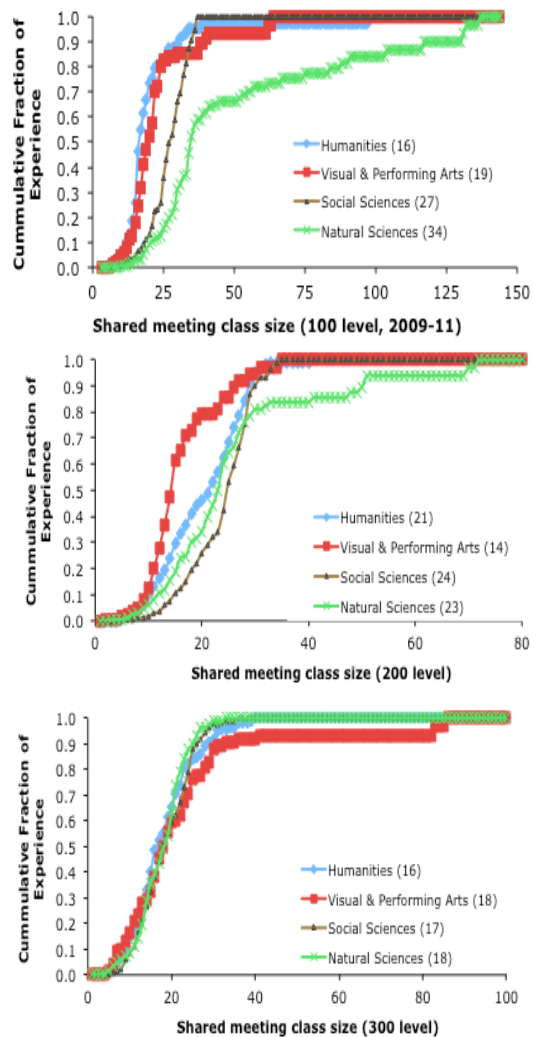 Cummulative Fraction of
Experience
1.0
0.9
0.8
0.7
0.6
0.5
0.4
0.3
0.2
0.1
0.0
Humanities (16)
Visual & Performing Arts (19)
Social Sciences (27)
Natural Sciences (34)
0 25 50 75 100 125 150
Shared meeting class size (100 level, 2009-11)
Cummulative Fraction of
Experience
1.0
0.9
0.8
0.7
0.6
0.5
0.4
0.3
0.2
0.1
0.0
Humanities (21)
Visual & Performing Arts (14)
Social Sciences (24)
Natural Sciences (23)
0 20 40 60 80
Shared meeting class size (200 level)
Cummulative Fraction of
Experience
1.0
0.9
0.8
0.7
0.6
0.5
0.4
0.3
0.2
0.1
0.0
Humanities (16)
Visual & Performing Arts (18)
Social Sciences (17)
Natural Sciences (18)
0 20 40 60 80 100
Shared meeting class size (300 level)